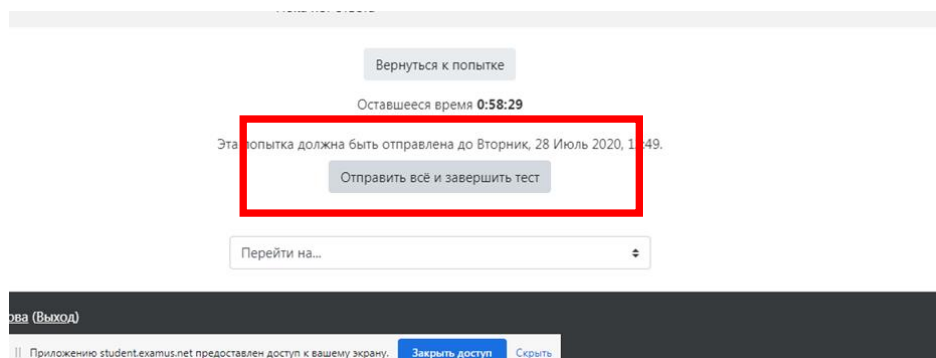 Вернуться к попытке
Оставшееся время 0:58:29
Эта попытка должна быть отправлена до Вторник, 28 Июль 2020,
Отправить всё и завершить тест
Перейти на...
(Выход)
Приложению student.examus.net предоставлен доступ к вашему экрану. Закрыть доступ Скрыть